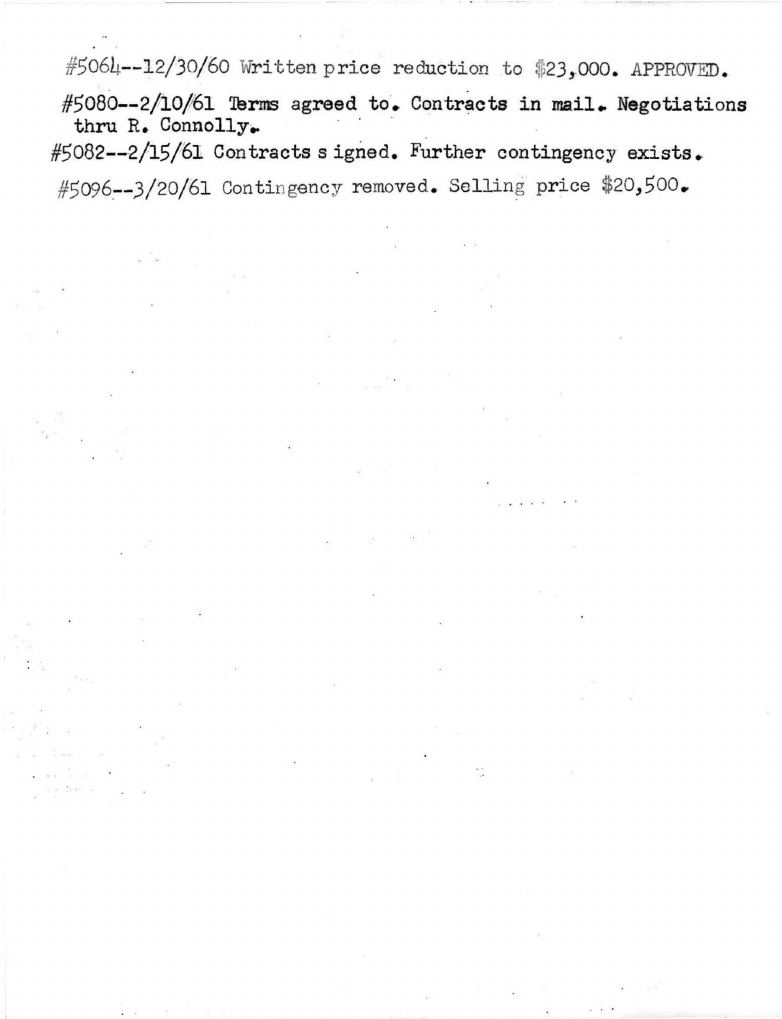 #5064--12/30/60 Written price reduction to $23,000. APPROVED.
#5080--2/10/61 Terms agreed to. Contracts in mail. Negotiations
thru R. Connolly.
#5082--2/15/61 Contracts signed. Further contingency exists.
#5096--3/20/61 Contingency removed. Selling price $20,500.